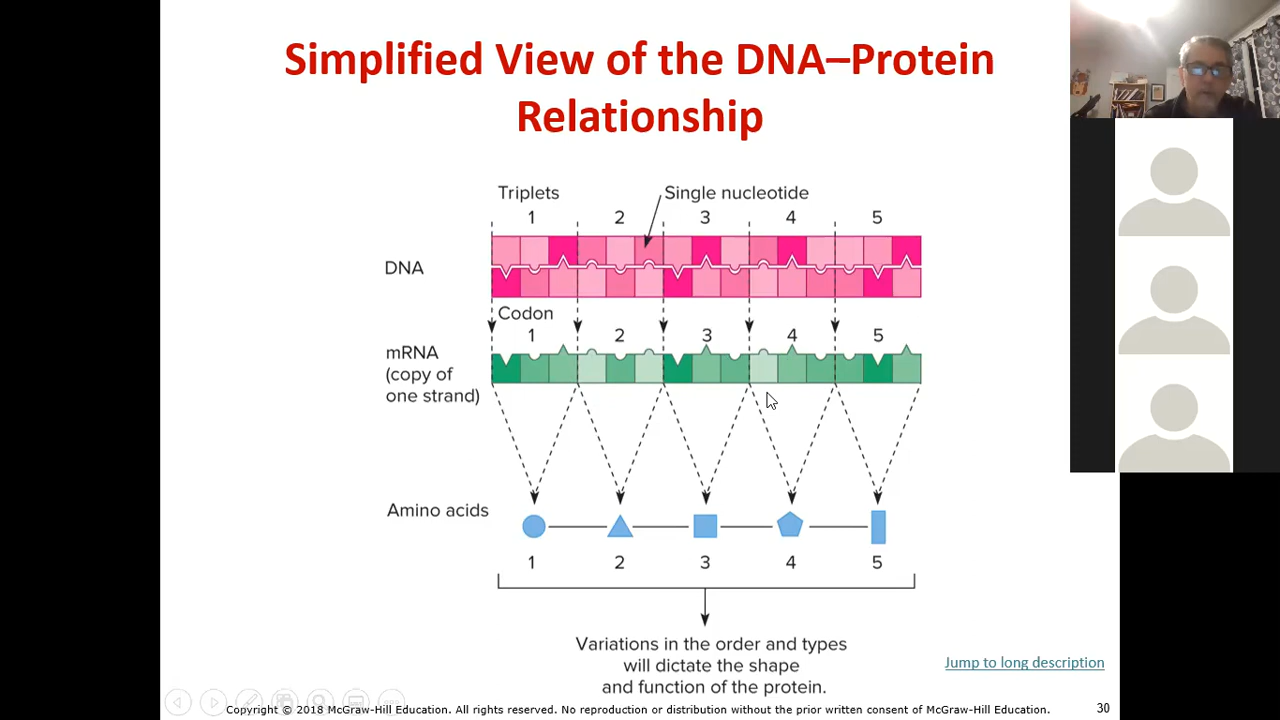 Simplified View of the DNA–Protein
Relationship
Triplets
Single nucleotide
1 2 3 4 5
DNA
Codon
1 2 3 4 5
mRNA
(copy of
one strand)
Amino acids
1 2 3 4 5
Variations in the order and types
will dictate the shape
and function of the protein.
Jump to long description
Copyright © 2018 McGraw-Hill Education. All rights reserved. No reproduction or distribution without the prior written consent of McGraw-Hill Education.
30